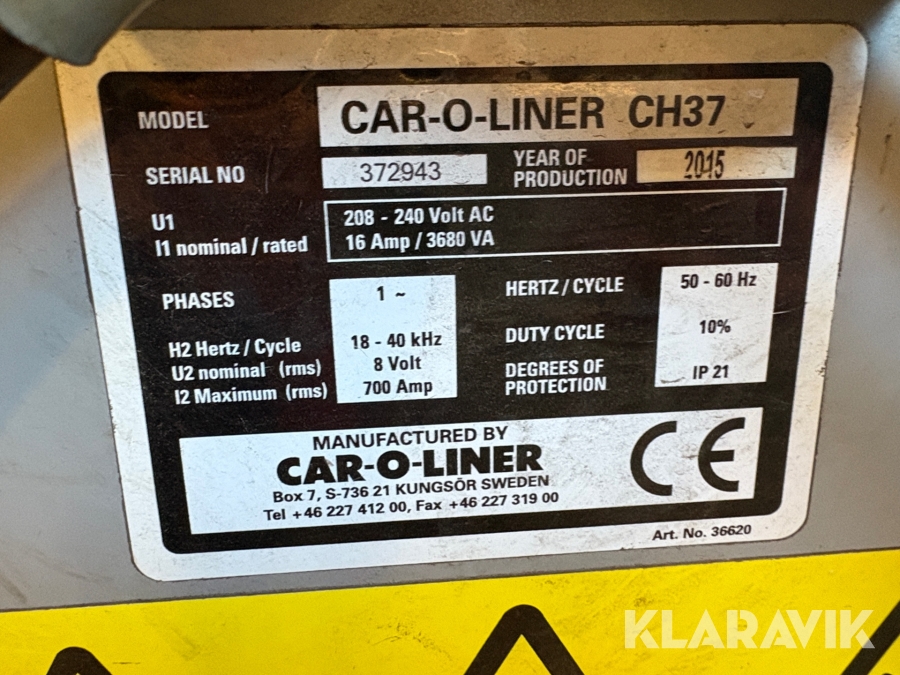 MODEL CAR-O-LINER CH37
SERIAL NO 372943 YEAR OF PRODUCTION 2015
U1 208 - 240 Volt AC
I1 nominal / rated 16 Amp / 3680 VA
PHASES 1 ~ HERTZ / CYCLE 50 - 60 Hz
H2 Hertz / Cycle 18 - 40 kHz DUTY CYCLE 10%
U2 nominal (rms) 8 Volt
I2 Maximum (rms) 700 Amp DEGREES OF PROTECTION IP 21
MANUFACTURED BY
CAR-O-LINER
Box 7, S-736 21 KUNGSÖR SWEDEN
Tel +46 227 412 00, Fax +46 227 319 00
CE
Art. No. 36620
KLARAVIK